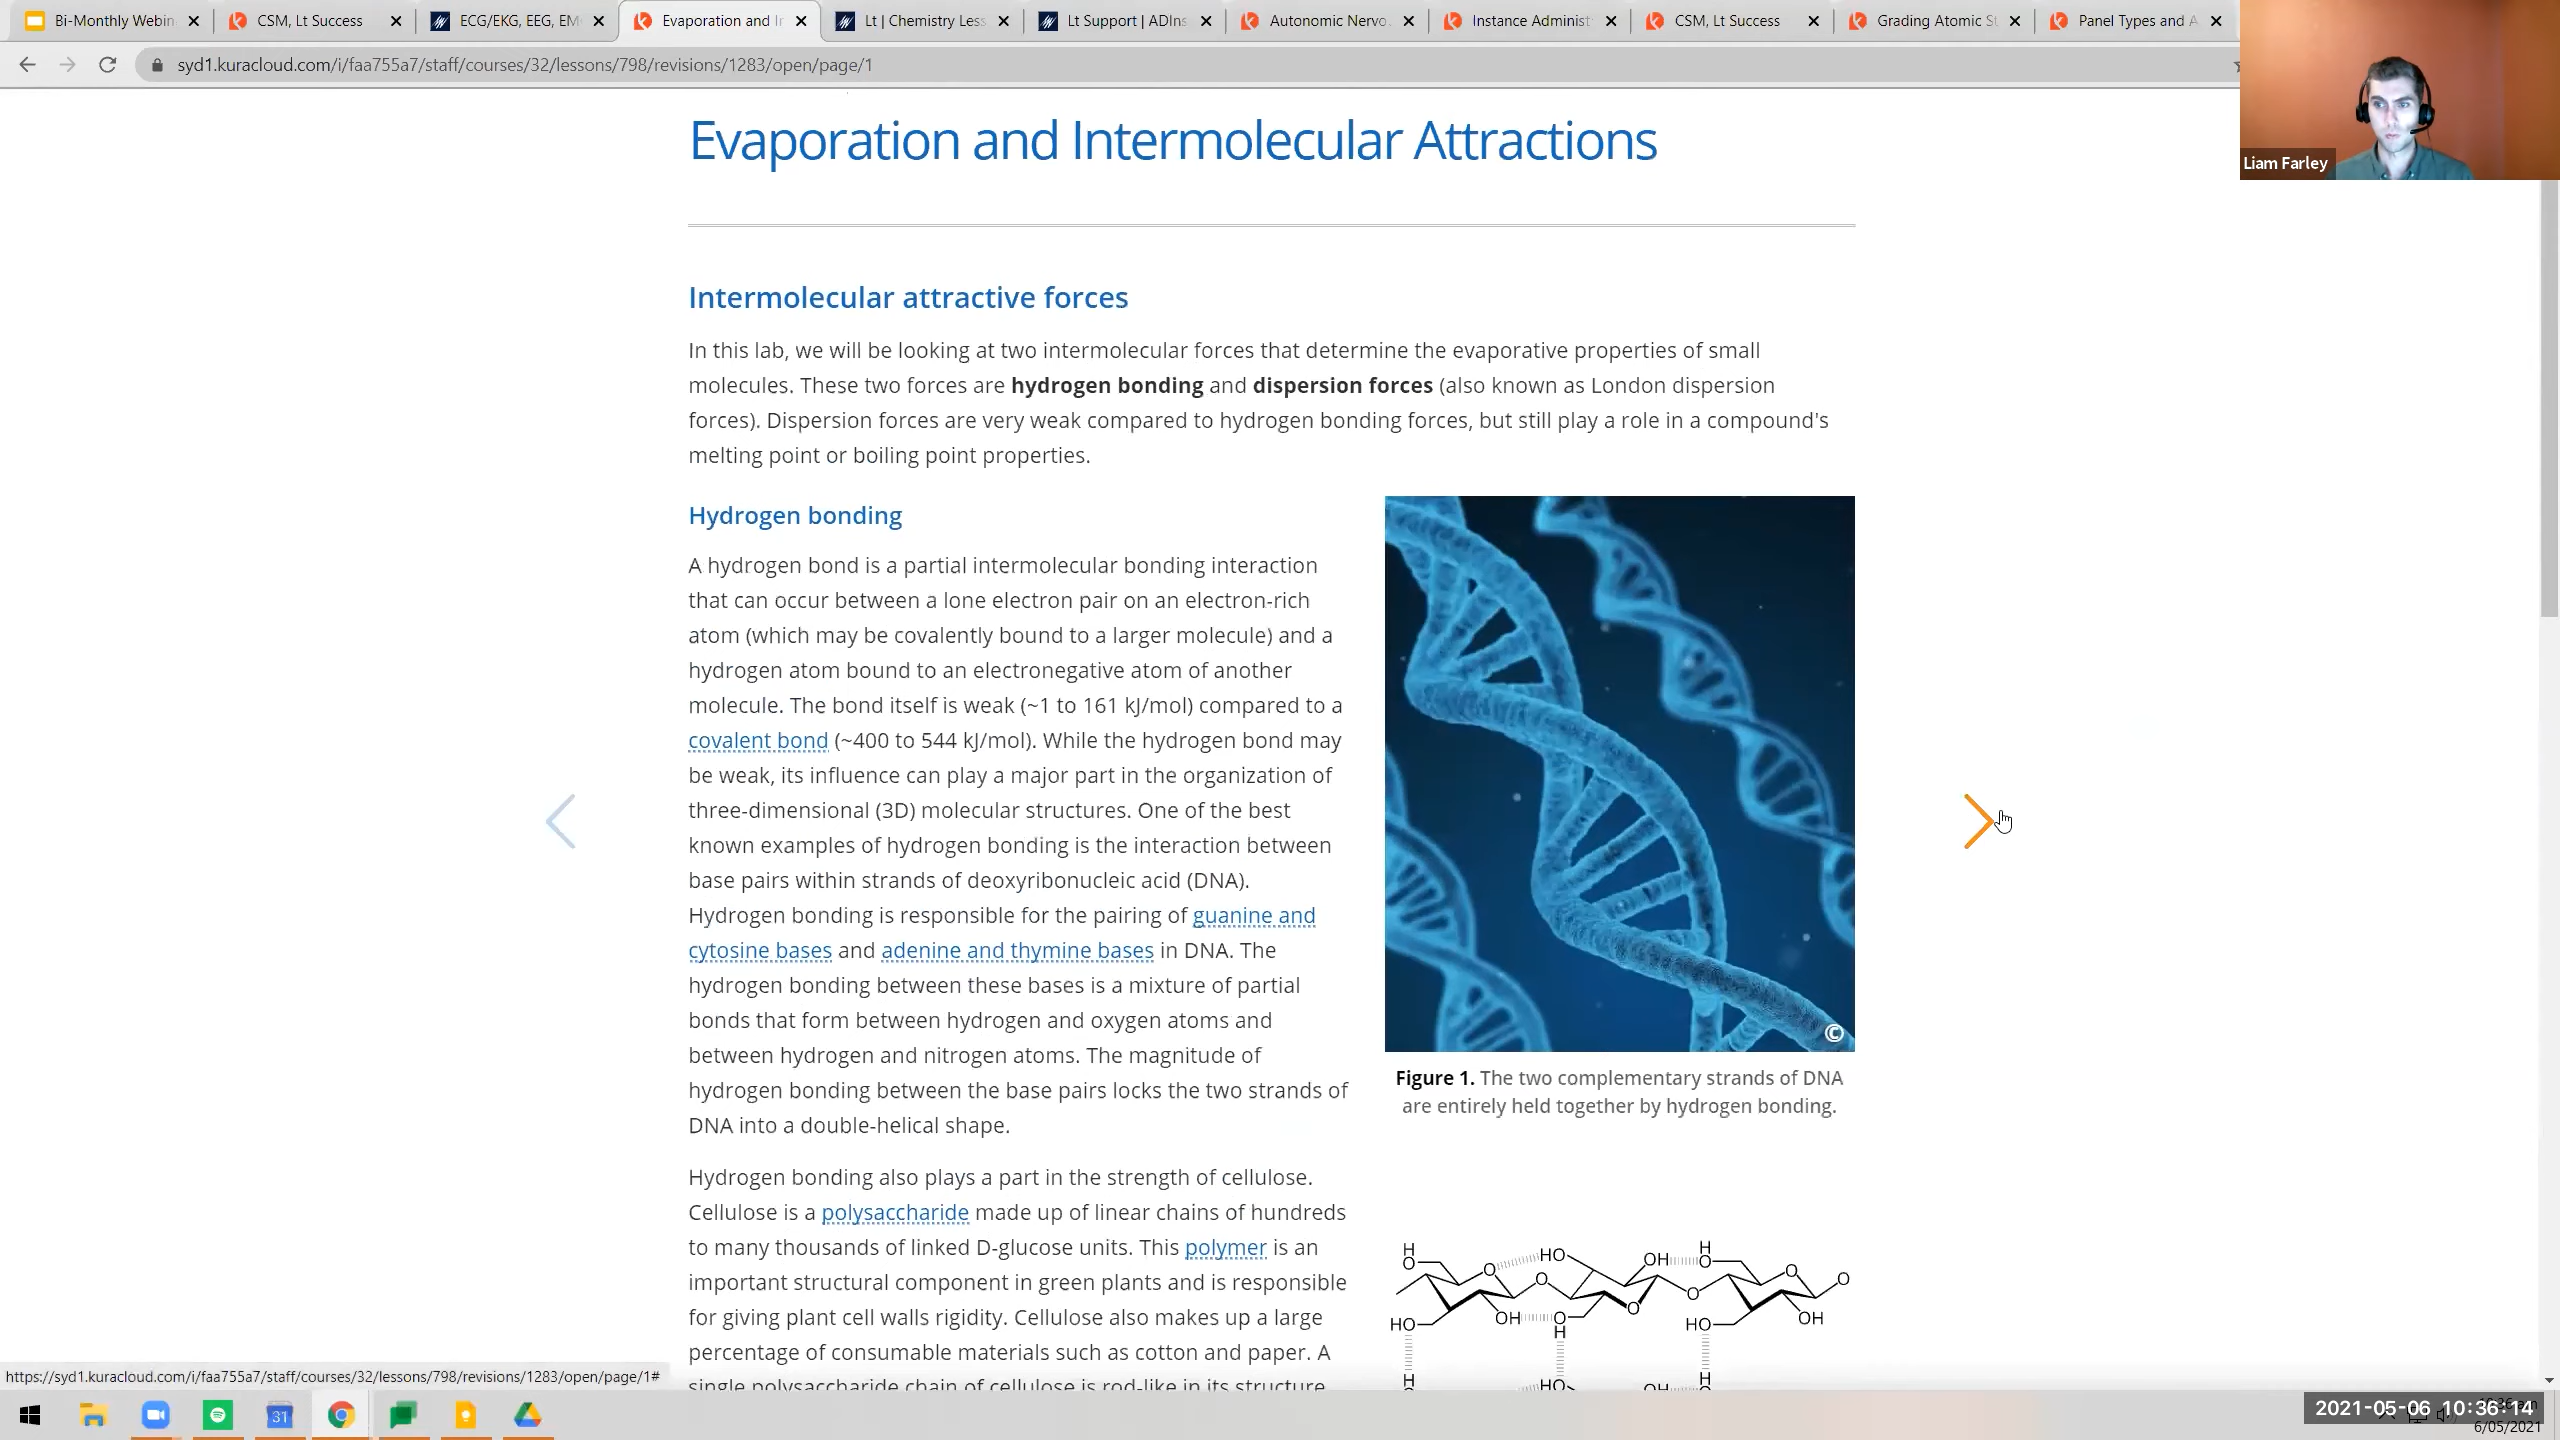 Bi-Monthly Webin
CSM, Lt Success
ECG/EKG, EEG, EM
Evaporation and In
Lt | Chemistry Less
Lt Support | ADIns
Autonomic Nervo
Instance Administ
CSM, Lt Success
Grading Atomic St
Panel Types and A
syd1.kuracloud.com/i/faa755a7/staff/courses/32/lessons/798/revisions/1283/open/page/1
Liam Farley
Evaporation and Intermolecular Attractions
Intermolecular attractive forces
In this lab, we will be looking at two intermolecular forces that determine the evaporative properties of small
molecules. These two forces are hydrogen bonding and dispersion forces (also known as London dispersion
forces). Dispersion forces are very weak compared to hydrogen bonding forces, but still play a role in a compound's
melting point or boiling point properties.
Hydrogen bonding
A hydrogen bond is a partial intermolecular bonding interaction
that can occur between a lone electron pair on an electron-rich
atom (which may be covalently bound to a larger molecule) and a
hydrogen atom bound to an electronegative atom of another
molecule. The bond itself is weak (~1 to 161 kJ/mol) compared to a
covalent bond (~400 to 544 kJ/mol). While the hydrogen bond may
be weak, its influence can play a major part in the organization of
three-dimensional (3D) molecular structures. One of the best
known examples of hydrogen bonding is the interaction between
base pairs within strands of deoxyribonucleic acid (DNA).
Hydrogen bonding is responsible for the pairing of guanine and
cytosine bases and adenine and thymine bases in DNA. The
hydrogen bonding between these bases is a mixture of partial
bonds that form between hydrogen and oxygen atoms and
between hydrogen and nitrogen atoms. The magnitude of
hydrogen bonding between the base pairs locks the two strands of
DNA into a double-helical shape.
©
Figure 1. The two complementary strands of DNA
are entirely held together by hydrogen bonding.
Hydrogen bonding also plays a part in the strength of cellulose.
Cellulose is a polysaccharide made up of linear chains of hundreds
to many thousands of linked D-glucose units. This polymer is an
important structural component in green plants and is responsible
for giving plant cell walls rigidity. Cellulose also makes up a large
percentage of consumable materials such as cotton and paper. A
single polysaccharide chain of cellulose is rod-like in its structure
H HO OH H
O O O O O
O O O
HO OH O HO OH
H
H HO OH H
https://syd1.kuracloud.com/i/faa755a7/staff/courses/32/lessons/798/revisions/1283/open/page/1#
31
2021-05-06 10:36:14
6/05/2021